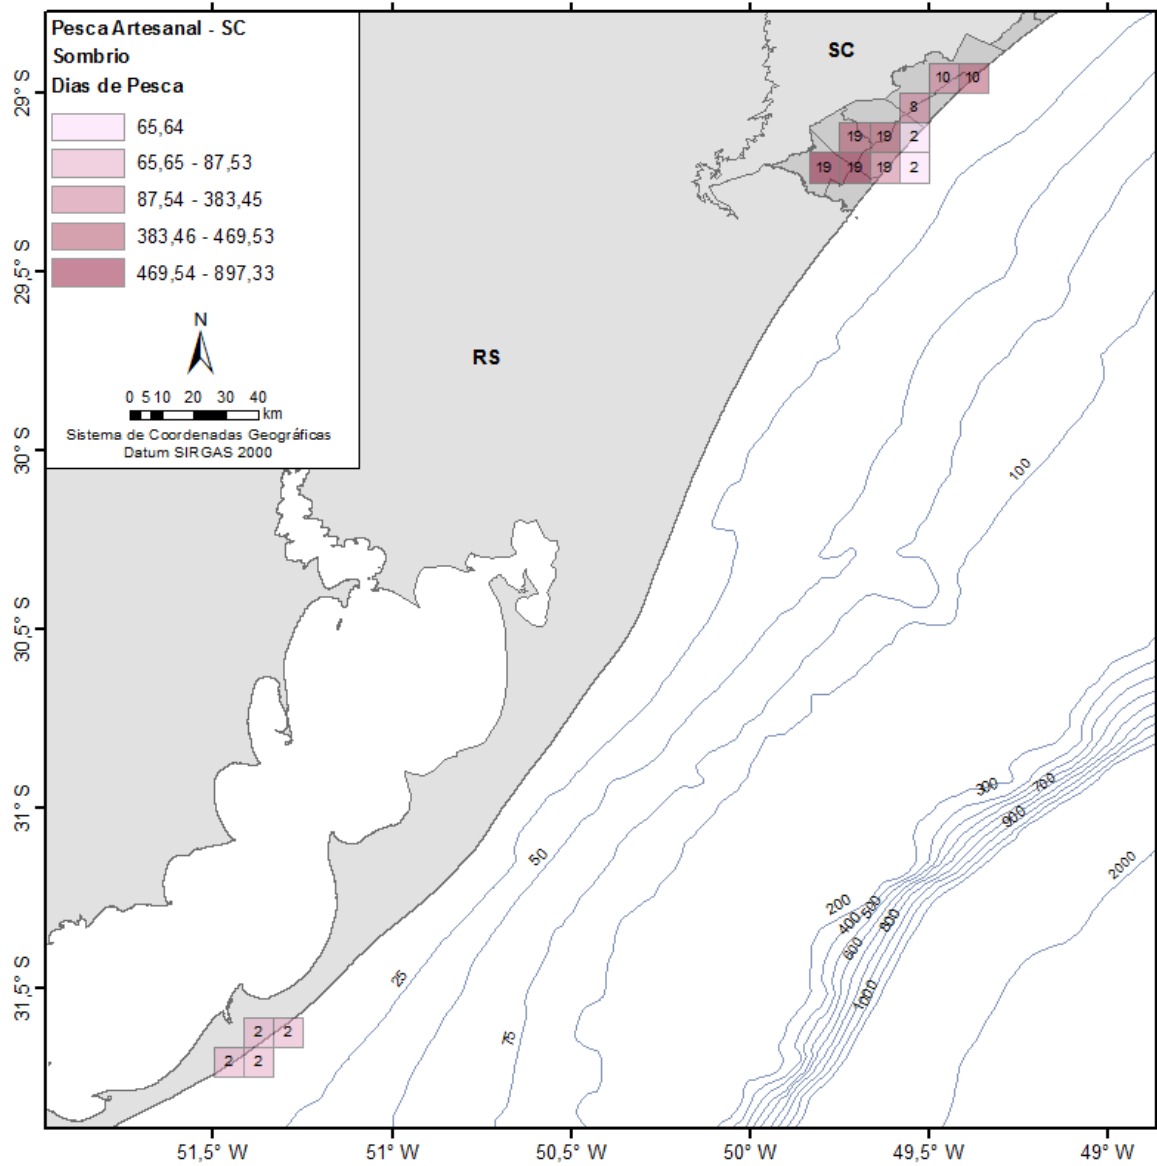 Pesca Artesanal - SC
Sombrio
Dias de Pesca
65,64
65,65 - 87,53
87,54 - 383,45
383,46 - 469,53
469,54 - 897,33
N
0 5 10 20 30 40
km
Sistema de Coordenadas Geográficas
Datum SIRGAS 2000
SC
RS
10 10
8
19 19 2
19 19 19 2
100
300
700
900
2000
200
500
400
800
600
1000
50
25
75
2 2
2 2
29° S
29,5° S
30° S
30,5° S
31° S
31,5° S
51,5° W
51° W
50,5° W
50° W
49,5° W
49° W